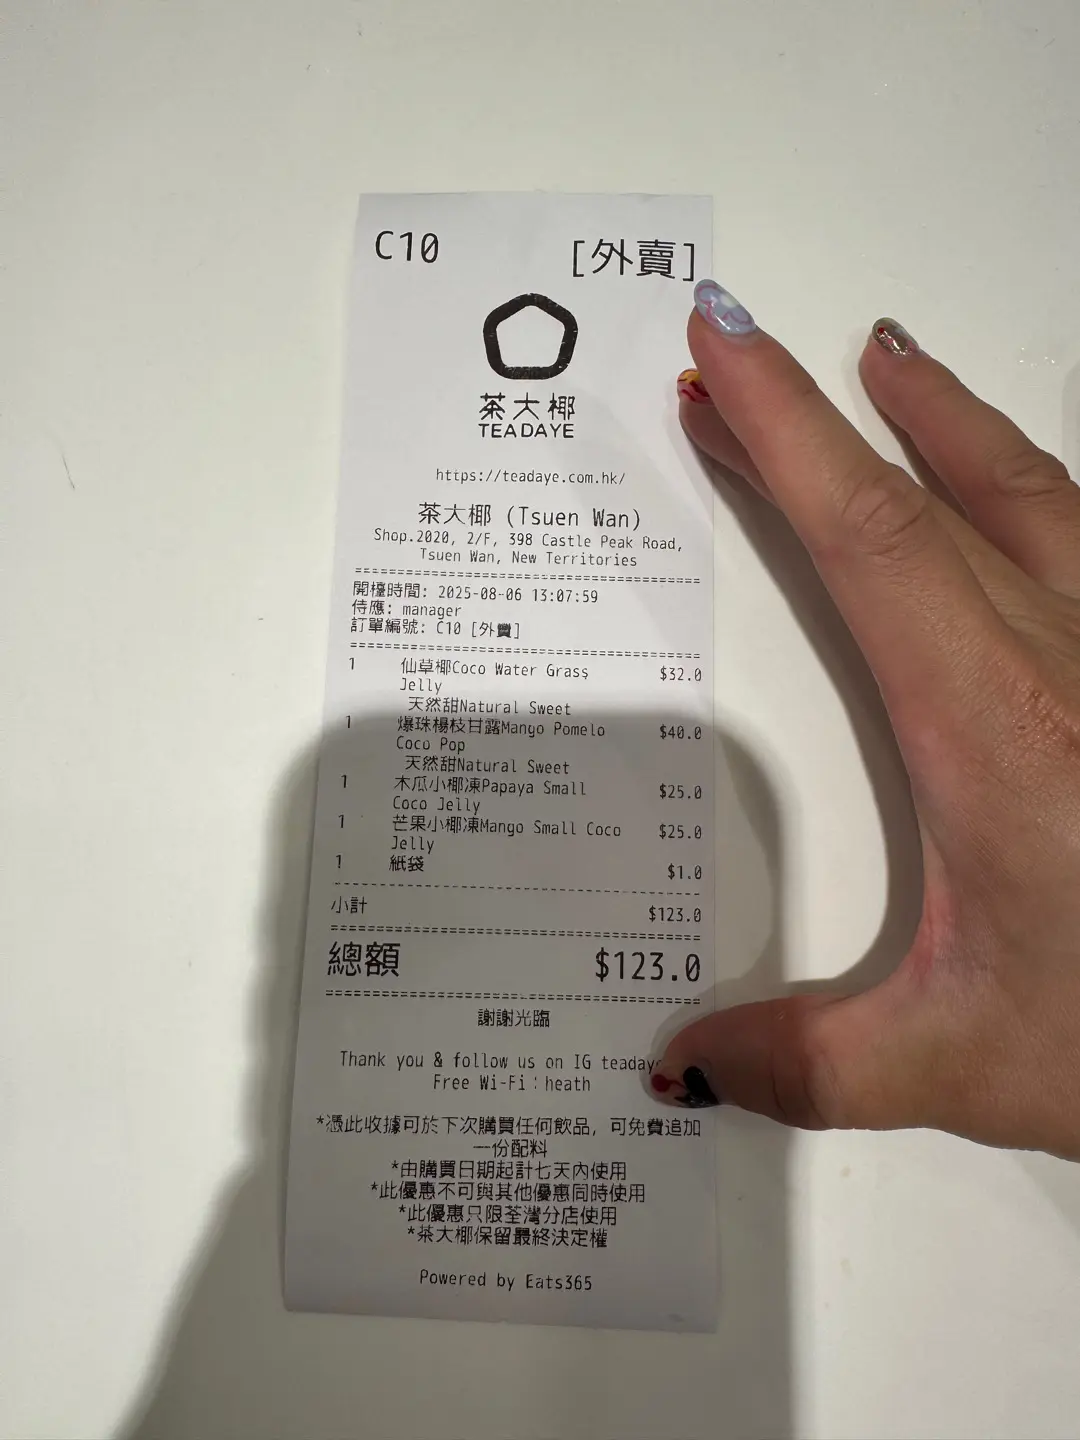 C10 [外賣]
茶大椰
TEADAYE
https://teadaye.com.hk/
茶大椰 (Tsuen Wan)
Shop.2020, 2/F, 398 Castle Peak Road,
Tsuen Wan, New Territories
開檯時間: 2025-08-06 13:07:59
侍應: manager
訂單編號: C10 [外賣]
1 仙草椰Coco Water Grass $32.0
Jelly
天然甜Natural Sweet
1 爆珠楊枝甘露Mango Pomelo $40.0
Coco Pop
天然甜Natural Sweet
1 木瓜小椰凍Papaya Small $25.0
Coco Jelly
1 芒果小椰凍Mango Small Coco $25.0
Jelly
1 紙袋 $1.0
小計 $123.0
總額 $123.0
謝謝光臨
Thank you & follow us on IG
Free Wi-Fi：heath
*憑此收據可於下次購買任何飲品, 可免費追加
一份配料
*由購買日期起計七天內使用
*此優惠不可與其他優惠同時使用
*此優惠只限荃灣分店使用
*茶大椰保留最終決定權
Powered by Eats365